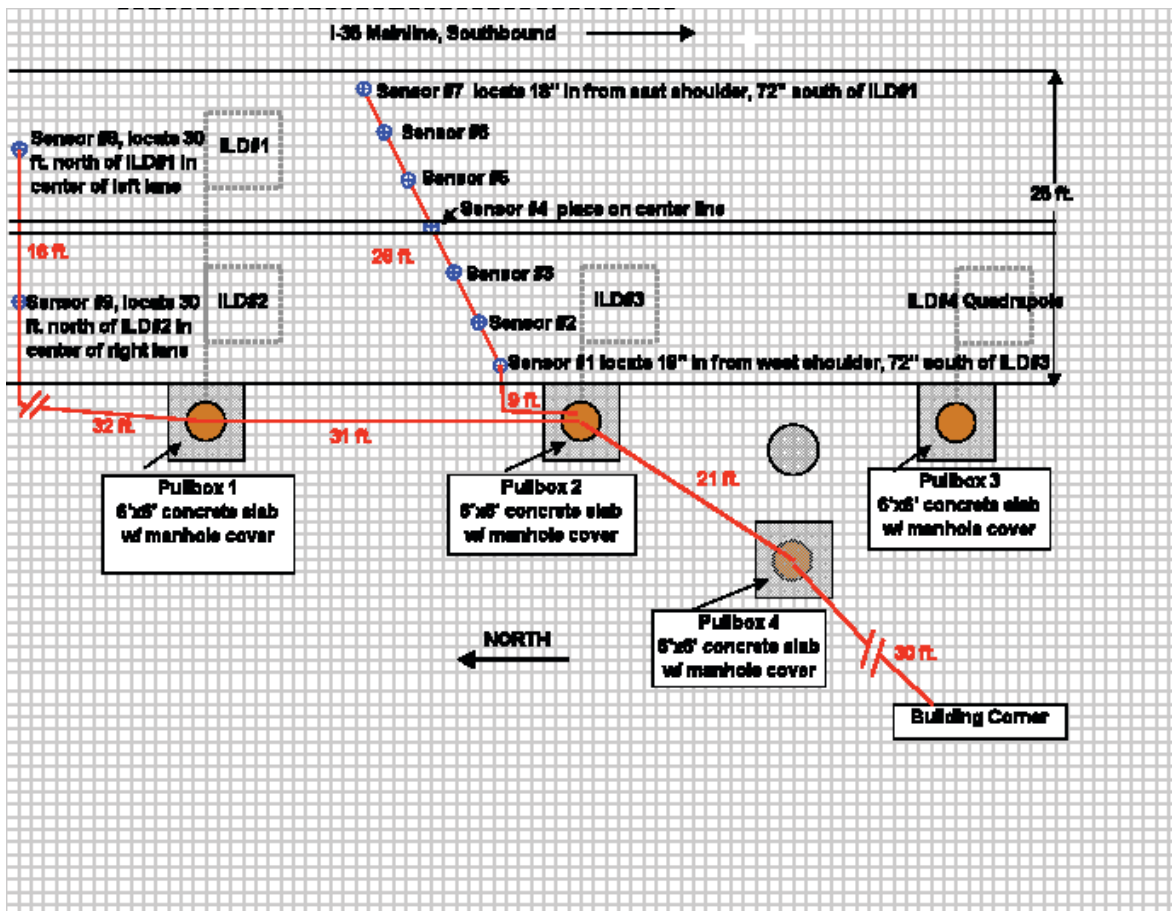 I-35 Mainline, Southbound
Sensor #7 locate 18" in from east shoulder, 72" south of ILD#1
Sensor #8, locate 30
ft. north of ILD#1 in
center of left lane
ILD#1
Sensor #6
Sensor #5
25 ft.
Sensor #4 place on center line
16 ft.
26 ft.
Sensor #3
Sensor #9, locate 30
ft. north of ILD#2 in
center of right lane
ILD#2
ILD#3
ILD#4 Quadrapole
Sensor #2
Sensor #1 locate 18" in from west shoulder, 72" south of ILD#3
9 ft.
32 ft.
31 ft.
21 ft.
Pullbox 1
6'x6' concrete slab
w/ manhole cover
Pullbox 2
6'x6' concrete slab
w/ manhole cover
Pullbox 3
6'x6' concrete slab
w/ manhole cover
Pullbox 4
6'x6' concrete slab
w/ manhole cover
NORTH
30 ft.
Building Corner